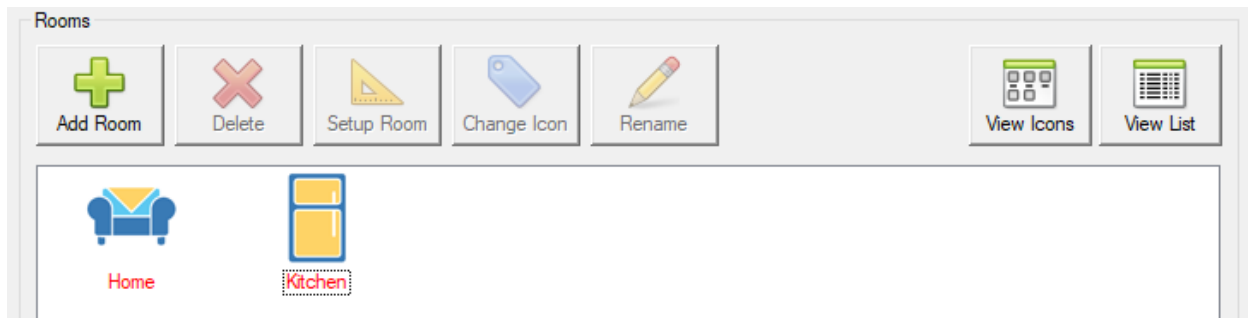 Rooms
Add Room
Delete
Setup Room
Change Icon
Rename
View Icons
View List
Home
Kitchen